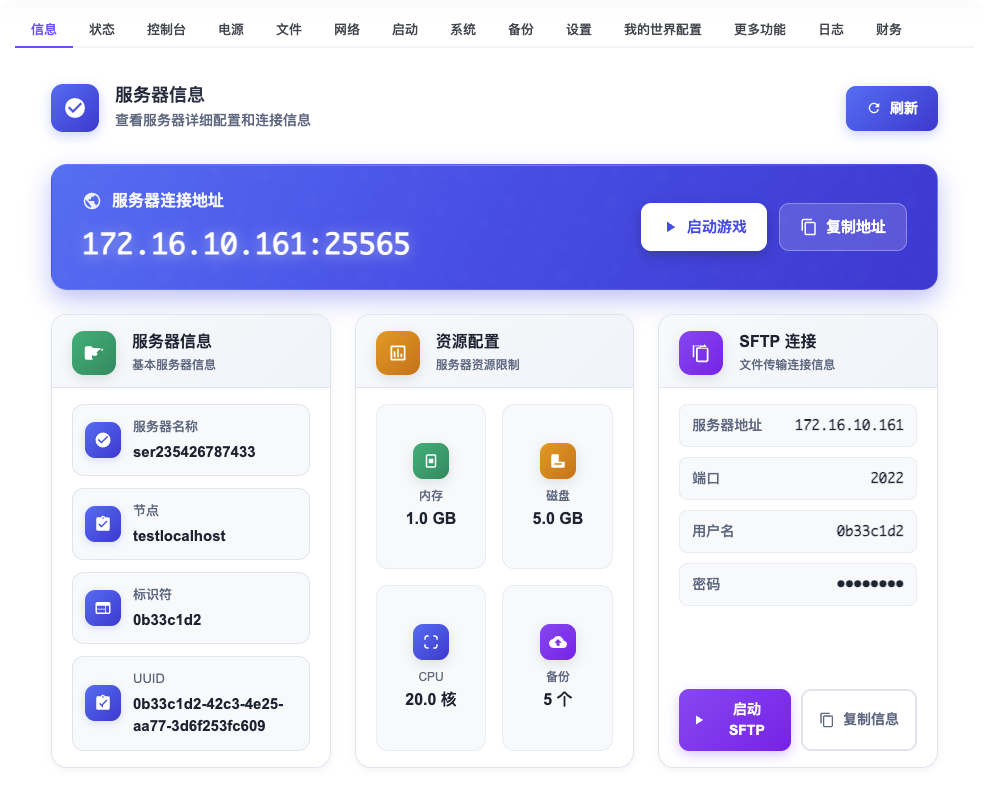 信息 状态 控制台 电源 文件 网络 启动 系统 备份 设置 我的世界配置 更多功能 日志 财务
服务器信息
查看服务器详细配置和连接信息
刷新
服务器连接地址
172.16.10.161:25565
启动游戏
复制地址
服务器信息
基本服务器信息
服务器名称
ser235426787433
节点
testlocalhost
标识符
0b33c1d2
UUID
0b33c1d2-42c3-4e25-
aa77-3d6f253fc609
资源配置
服务器资源限制
内存
1.0 GB
磁盘
5.0 GB
CPU
20.0 核
备份
5 个
SFTP 连接
文件传输连接信息
服务器地址 172.16.10.161
端口 2022
用户名 0b33c1d2
密码 ●●●●●●●●
启动
SFTP
复制信息